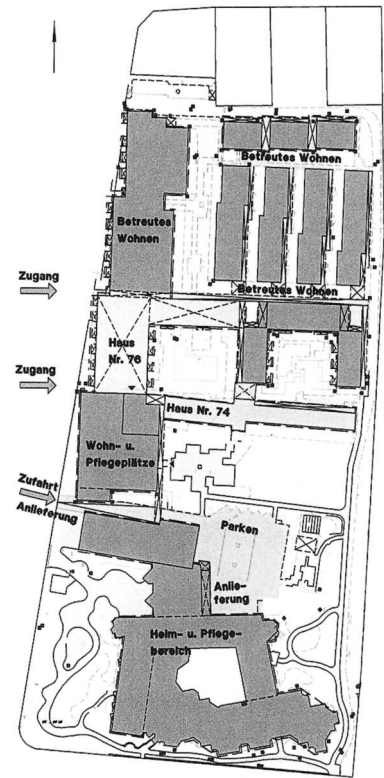 Betreutes Wohnen
Betreutes
Wohnen
Zugang
Betreutes Wohnen
Haus
Nr. 76
Zugang
Haus Nr. 74
Wohn- u.
Pflegeplätze
Zufahrt
Anlieferung
Parken
Anlie-
ferung
Heim- u. Pflege-
bereich